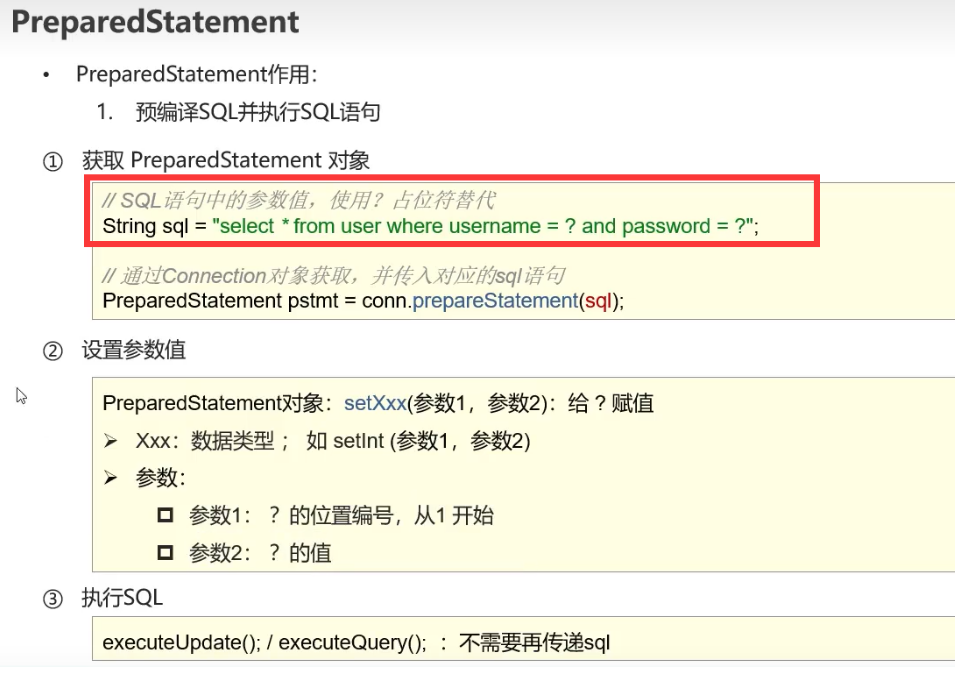 PreparedStatement
• PreparedStatement作用：
1. 预编译SQL并执行SQL语句
① 获取 PreparedStatement 对象
// SQL语句中的参数值，使用？占位符替代
String sql = "select * from user where username = ? and password = ?";
// 通过Connection对象获取，并传入对应的sql语句
PreparedStatement pstmt = conn.prepareStatement(sql);
② 设置参数值
PreparedStatement对象：setXxx(参数1，参数2)：给 ? 赋值
➢ Xxx：数据类型 ； 如 setInt (参数1，参数2)
➢ 参数：
参数1： ？的位置编号，从1 开始
参数2： ？的值
③ 执行SQL
executeUpdate(); / executeQuery(); ：不需要再传递sql